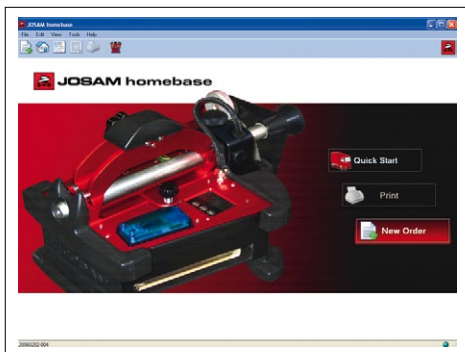 JOSAM homebase
File Edit View Tools Help
JOSAM homebase
Quick Start
Print
New Order
20060202-004